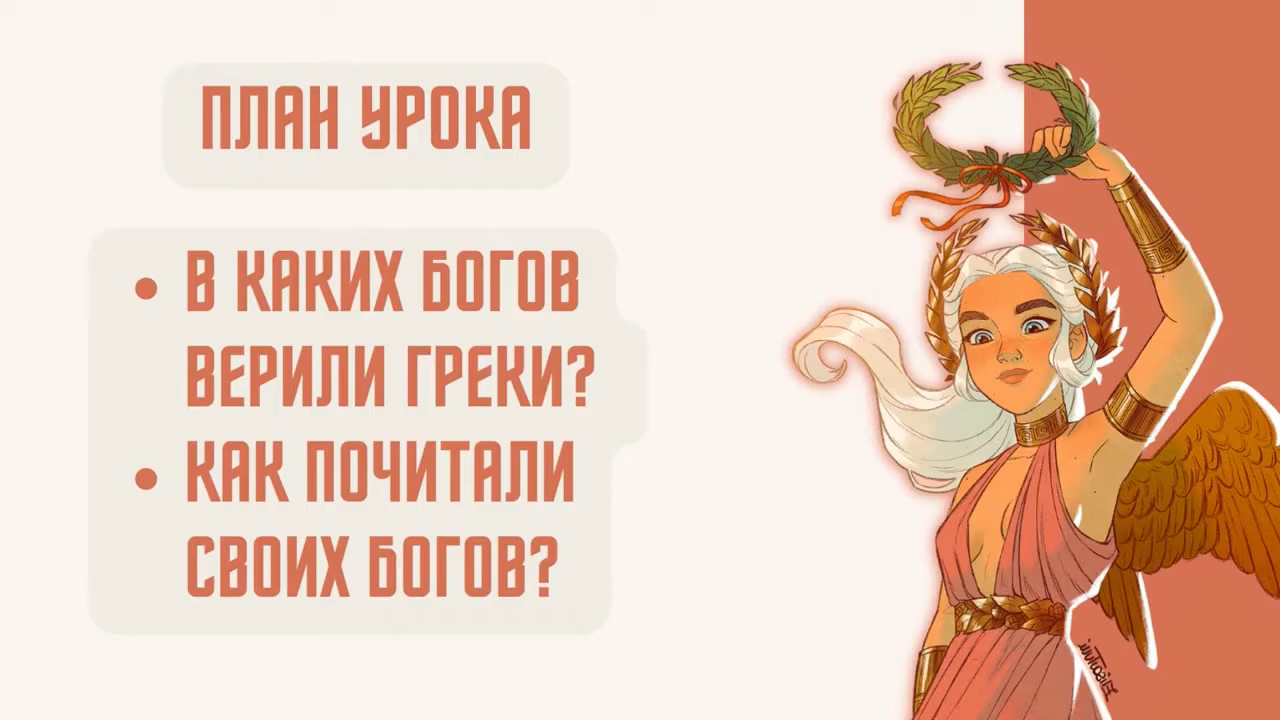 ПЛАН УРОКА
• В КАКИХ БОГОВ
ВЕРИЛИ ГРЕКИ?
• КАК ПОЧИТАЛИ
СВОИХ БОГОВ?